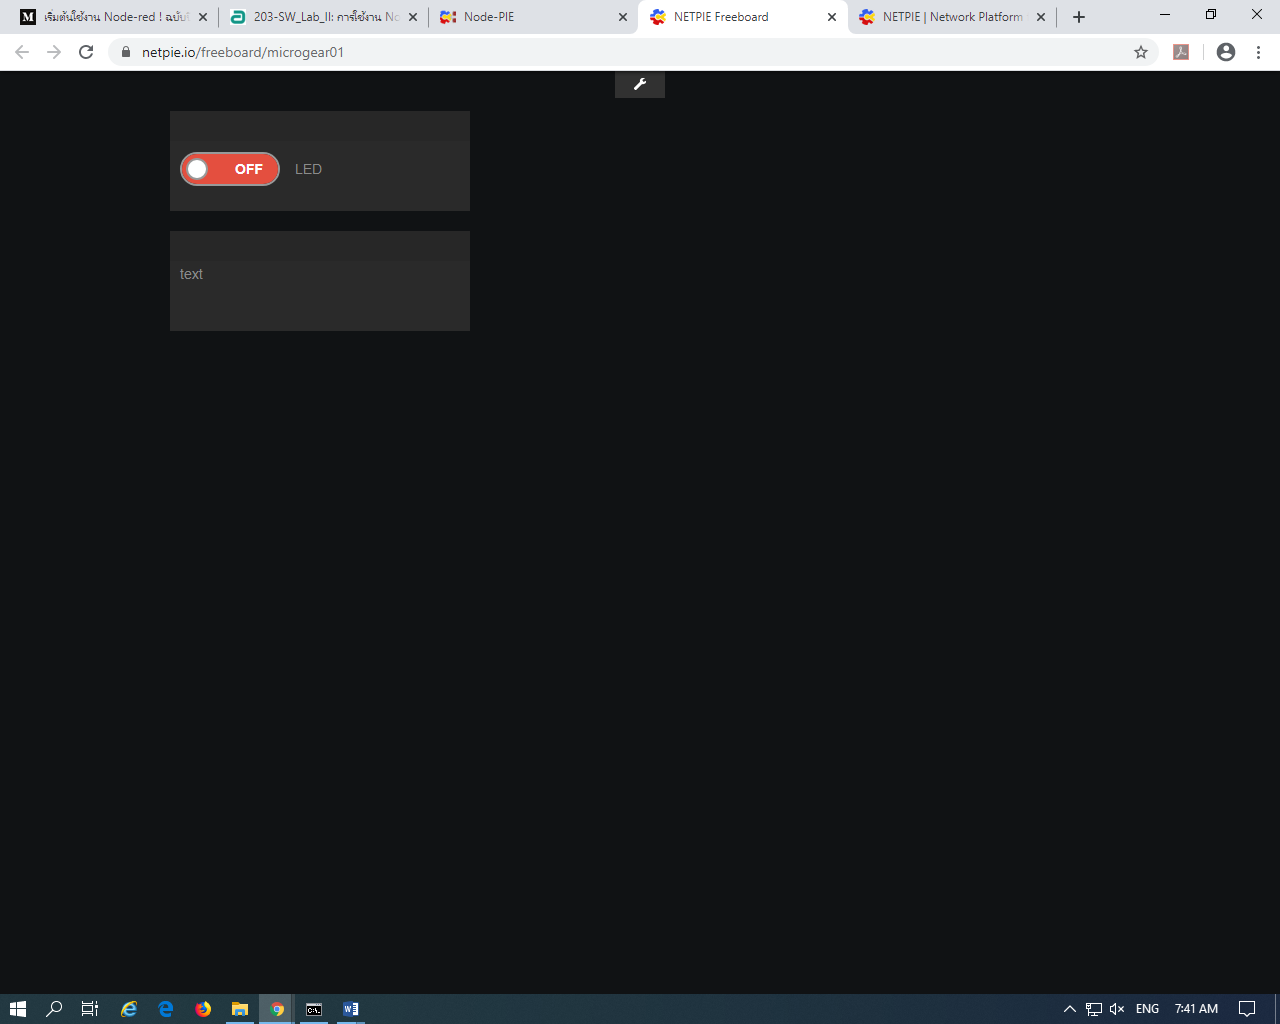 เริ่มต้นใช้งาน Node-red ! ฉบับ
203-SW_Lab_II: การใช้งาน No
Node-PIE
NETPIE Freeboard
NETPIE | Network Platform
netpie.io/freeboard/microgear01
OFF
LED
text
ENG
7:41 AM